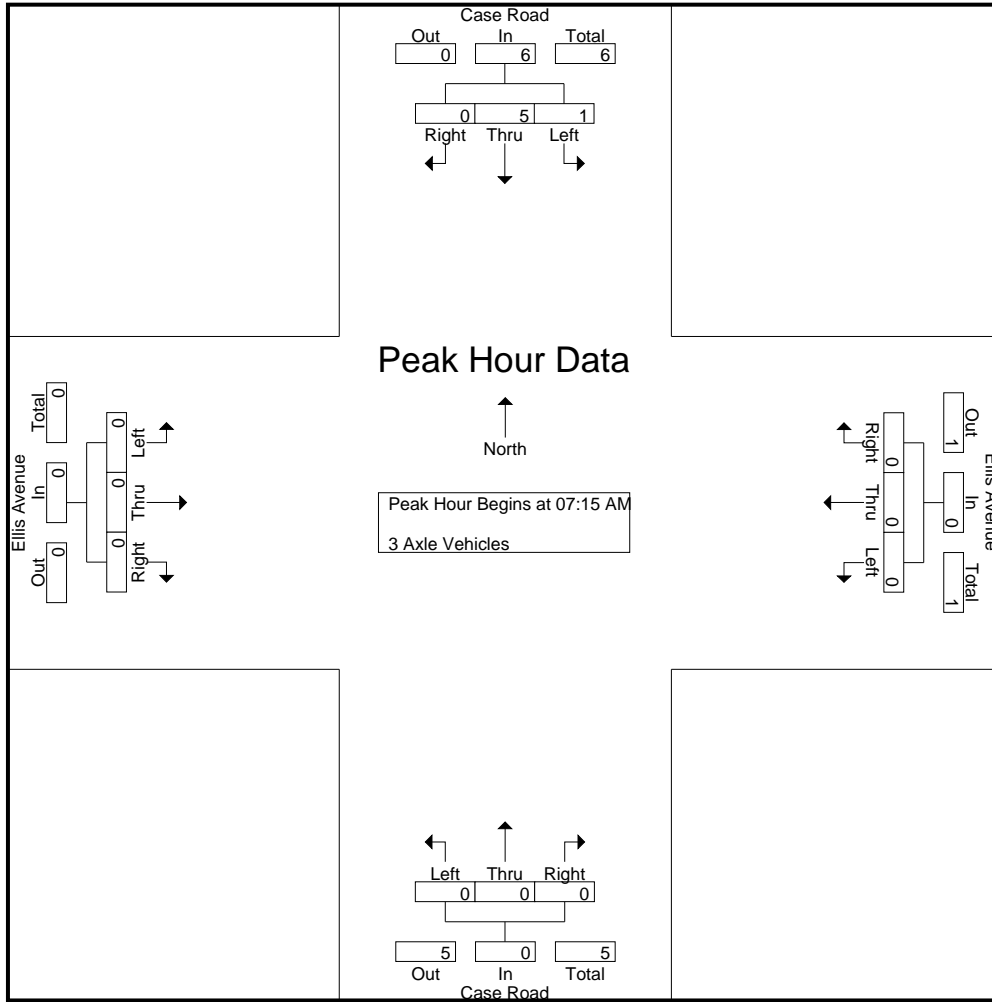 Case Road
Out In Total
0 6 6
0 5 1
Right Thru Left
Peak Hour Data
North
Peak Hour Begins at 07:15 AM
3 Axle Vehicles
Ellis Avenue
Total In Out
0 0 0
0 0 0
Left Thru Right
Right Thru Left
0 0 0
Out In Total
1 0 1
Ellis Avenue
Left Thru Right
0 0 0
5 0 5
Out In Total
Case Road